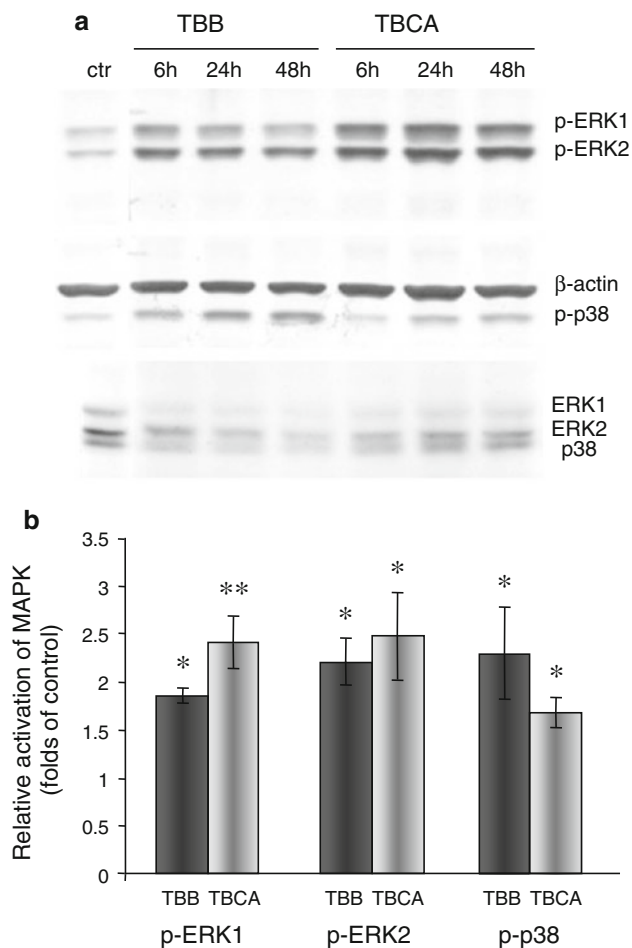 a
TBB TBCA
ctr 6h 24h 48h 6h 24h 48h
p-ERK1
p-ERK2
β-actin
p-p38
ERK1
ERK2
p38
b
Relative activation of MAPK
(folds of control)
3.5
3
2.5
2
1.5
1
0.5
0
* ** * * * *
TBB TBCA TBB TBCA TBB TBCA
p-ERK1 p-ERK2 p-p38